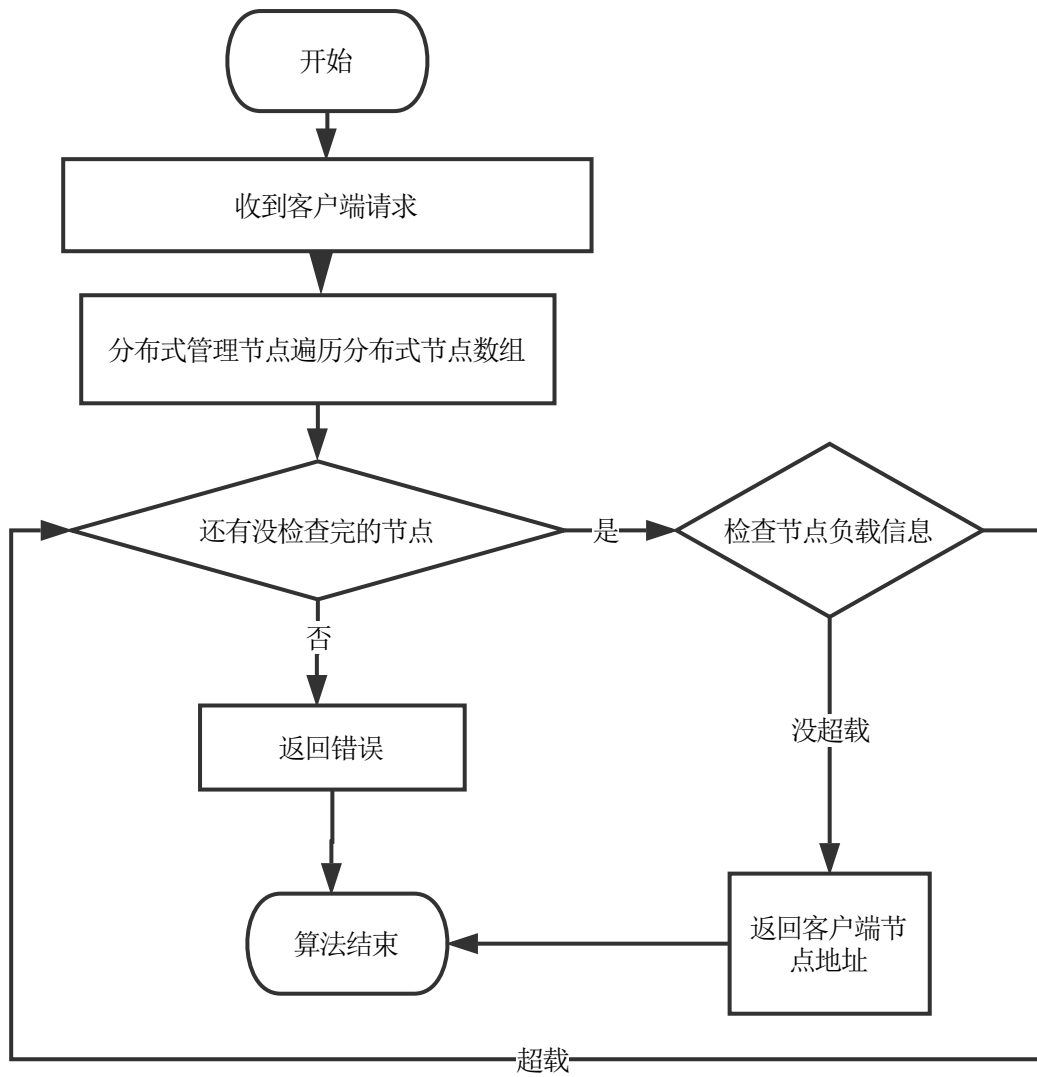 开始
收到客户端请求
分布式管理节点遍历分布式节点数组
还有没检查完的节点
是
检查节点负载信息
否
没超载
返回错误
返回客户端节
点地址
算法结束
超载